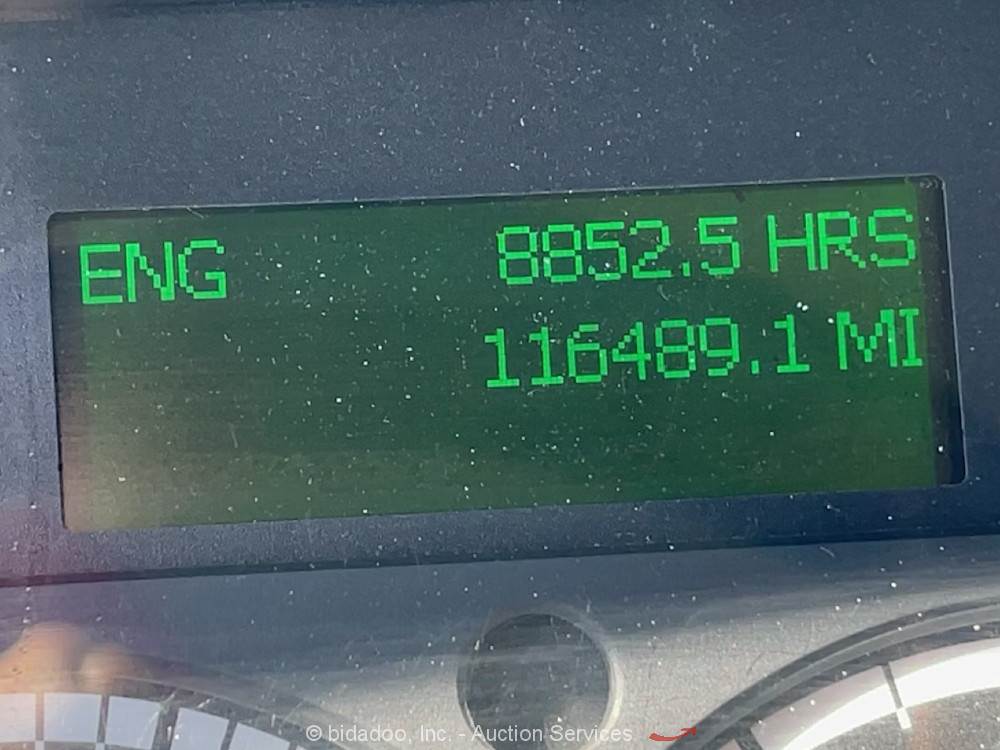 ENG 8852.5 HRS
116489.1 MI
© bidadoo, Inc. - Auction Services